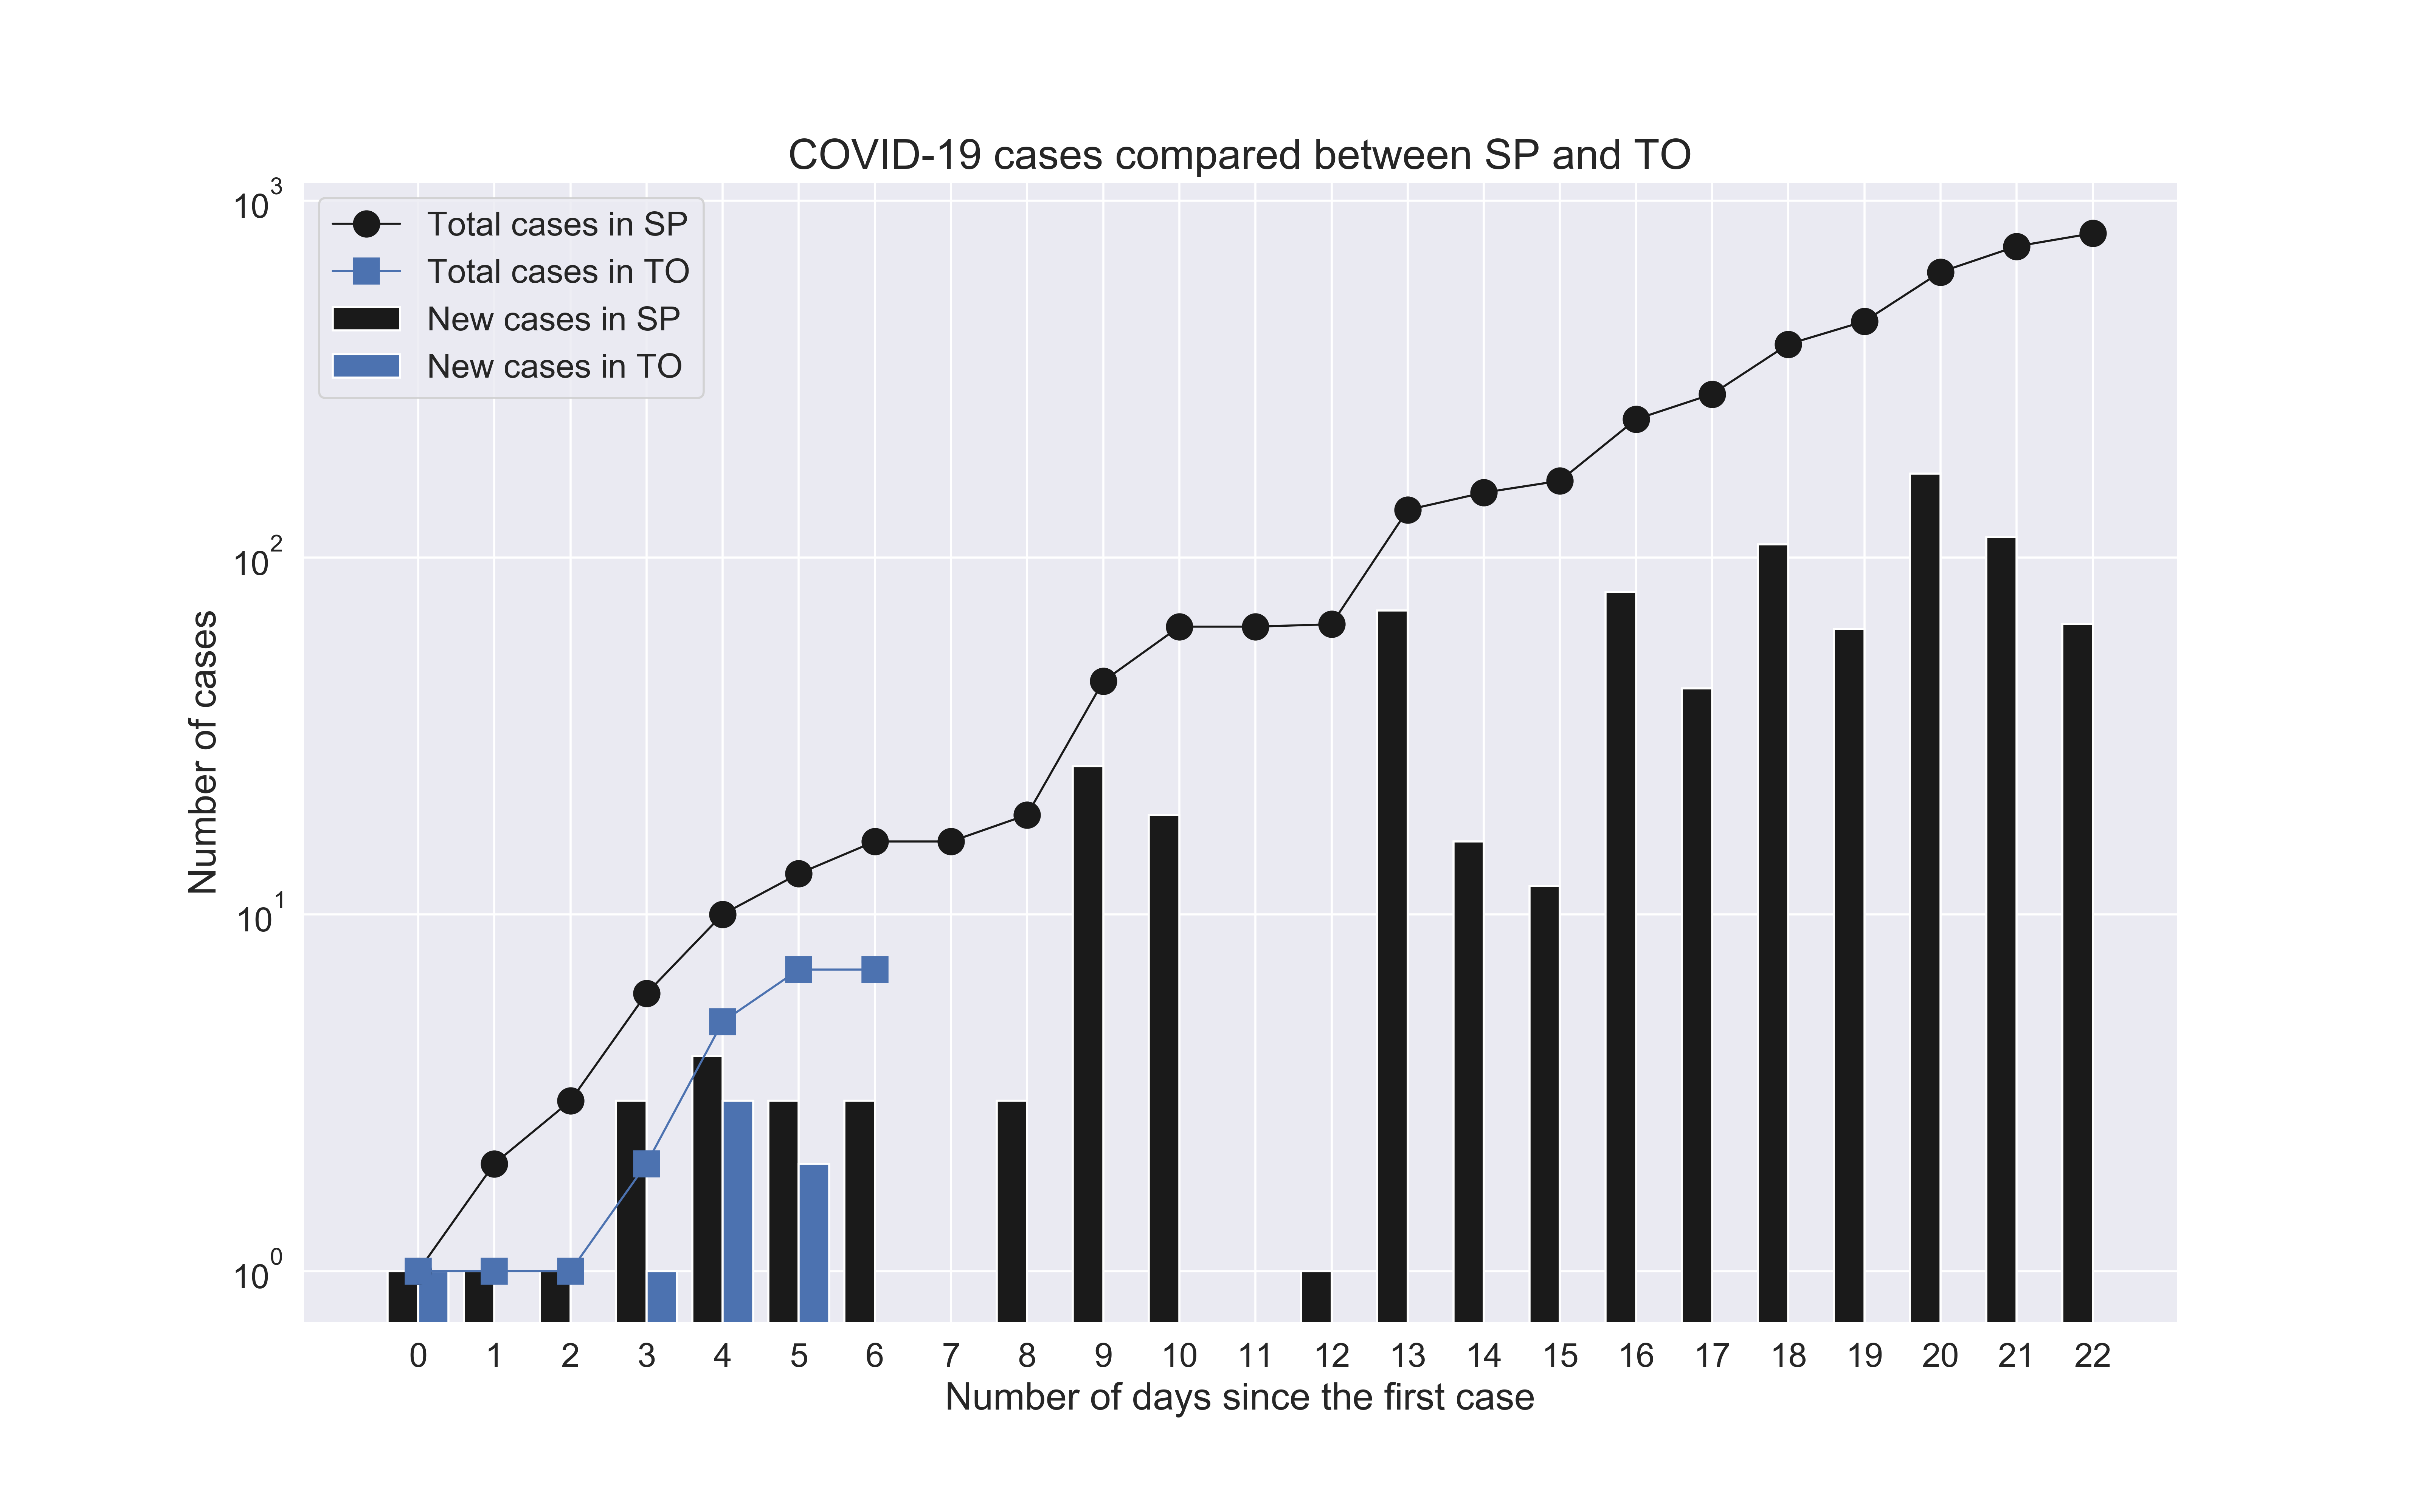 COVID-19 cases compared between SP and TO
Total cases in SP
Total cases in TO
New cases in SP
New cases in TO
10³
10²
10¹
10⁰
Number of cases
0 1 2 3 4 5 6 7 8 9 10 11 12 13 14 15 16 17 18 19 20 21 22
Number of days since the first case